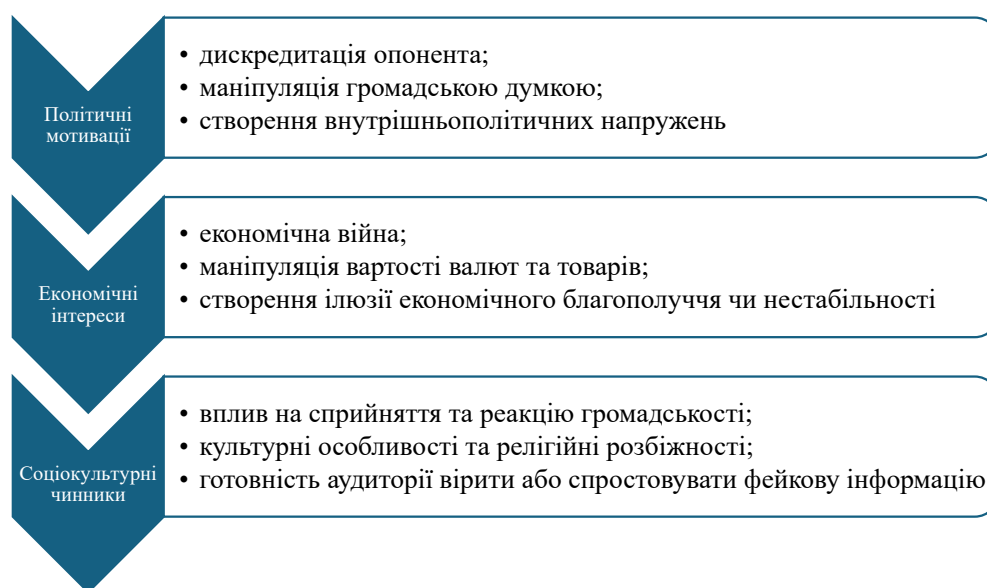 Політичні
мотивації
• дискредитація опонента;
• маніпуляція громадською думкою;
• створення внутрішньополітичних напружень
Економічні
інтереси
• економічна війна;
• маніпуляція вартості валют та товарів;
• створення ілюзії економічного благополуччя чи нестабільності
Соціокультурні
чинники
• вплив на сприйняття та реакцію громадськості;
• культурні особливості та релігійні розбіжності;
• готовність аудиторії вірити або спростовувати фейкову інформацію